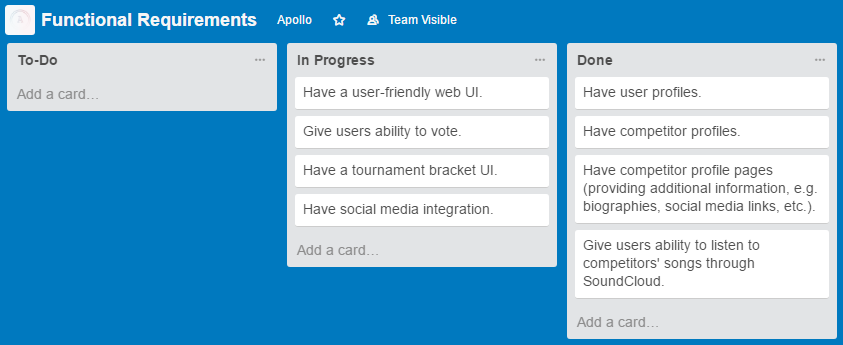 Functional Requirements Apollo Team Visible
To-Do
Add a card…
In Progress
Have a user-friendly web UI.
Give users ability to vote.
Have a tournament bracket UI.
Have social media integration.
Add a card…
Done
Have user profiles.
Have competitor profiles.
Have competitor profile pages
(providing additional information, e.g.
biographies, social media links, etc.).
Give users ability to listen to
competitors' songs through
SoundCloud.
Add a card…